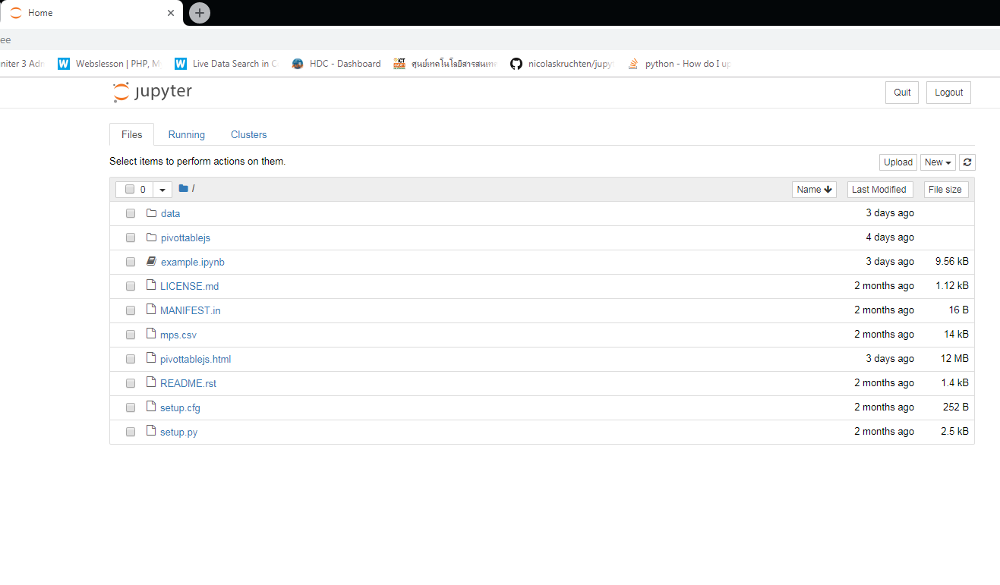 Home
ee
niter 3 Adn Webslesson | PHP, My Live Data Search in C HDC - Dashboard ศูนย์เทคโนโลยีสารสนเทศ nicolaskruchten/jupyt python - How do I up
jupyter Quit Logout
Files Running Clusters
Select items to perform actions on them. Upload New
0 / Name Last Modified File size
data 3 days ago
pivottablejs 4 days ago
example.ipynb 3 days ago 9.56 kB
LICENSE.md 2 months ago 1.12 kB
MANIFEST.in 2 months ago 16 B
mps.csv 2 months ago 14 kB
pivottablejs.html 3 days ago 12 MB
README.rst 2 months ago 1.4 kB
setup.cfg 2 months ago 252 B
setup.py 2 months ago 2.5 kB